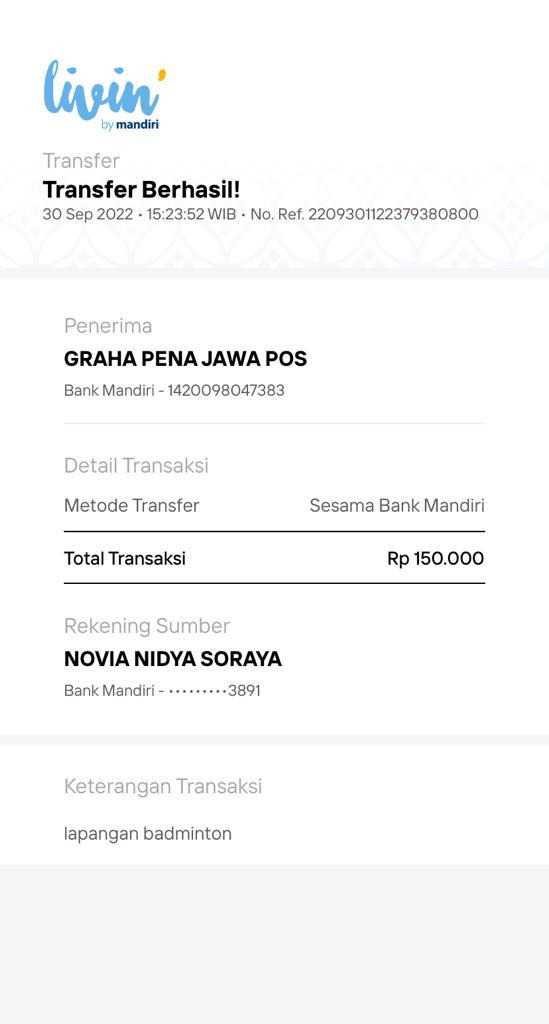 livin'
by mandiri
Transfer
Transfer Berhasil!
30 Sep 2022 • 15:23:52 WIB • No. Ref. 2209301122379380800
Penerima
GRAHA PENA JAWA POS
Bank Mandiri - 1420098047383
Detail Transaksi
Metode Transfer Sesama Bank Mandiri
Total Transaksi Rp 150.000
Rekening Sumber
NOVIA NIDYA SORAYA
Bank Mandiri - •••••••••3891
Keterangan Transaksi
lapangan badminton